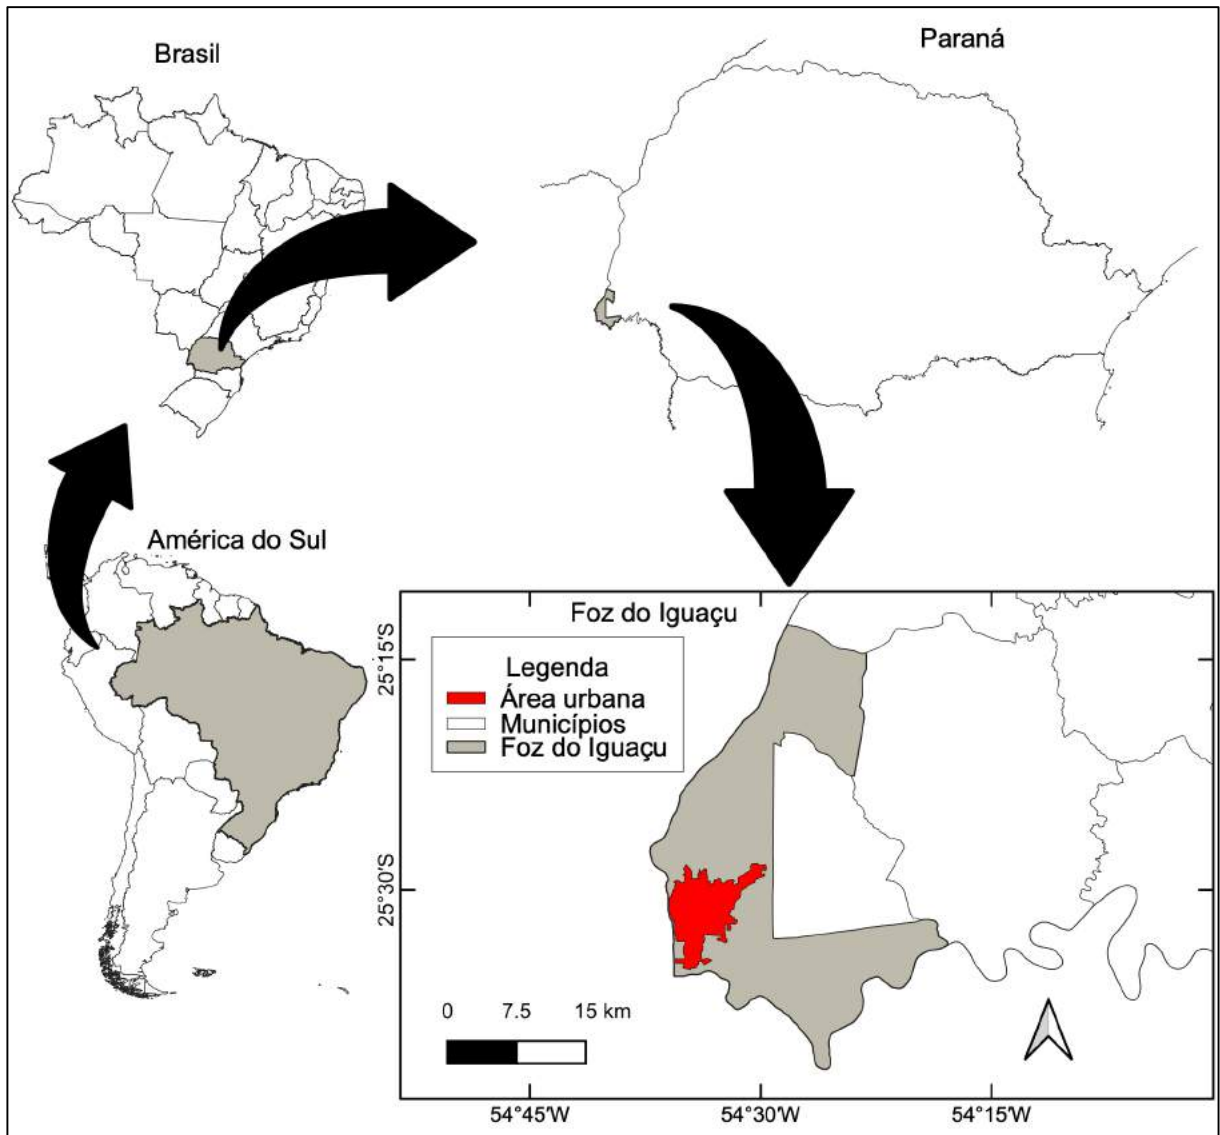 Brasil
Paraná
América do Sul
Foz do Iguaçu
Legenda
Área urbana
Municípios
Foz do Iguaçu
25°15'S
25°30'S
0 7.5 15 km
54°45'W 54°30'W 54°15'W